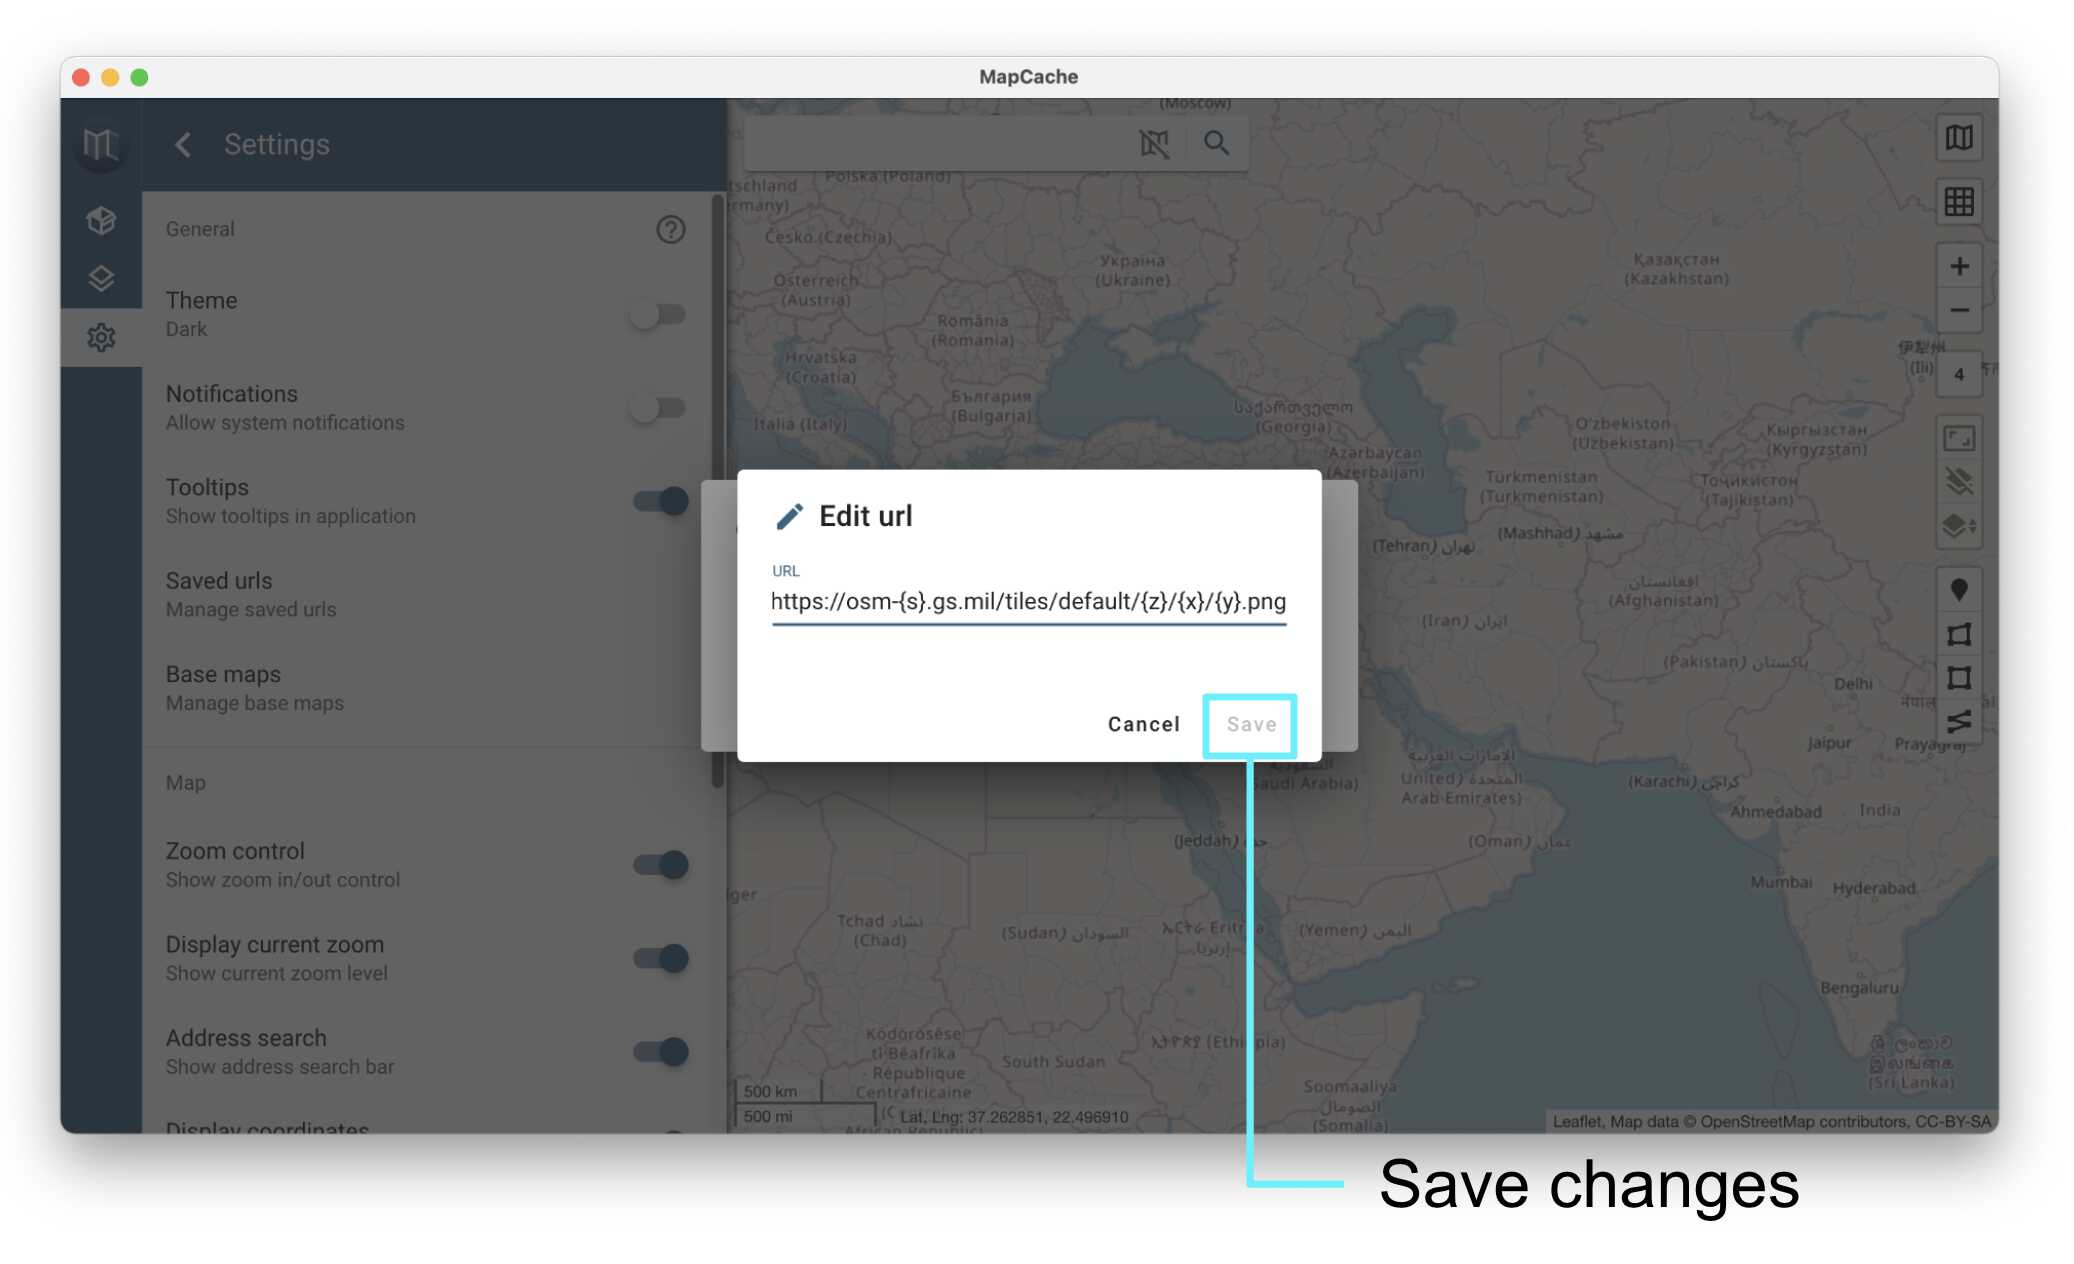 MapCache
Settings
General
Theme
Dark
Notifications
Allow system notifications
Tooltips
Show tooltips in application
Saved urls
Manage saved urls
Base maps
Manage base maps
Map
Zoom control
Show zoom in/out control
Display current zoom
Show current zoom level
Address search
Show address search bar
Display coordinates
Edit url
URL
https://osm-{s}.gs.mil/tiles/default/{z}/{x}/{y}.png
Cancel
Save
(Moscow)
Polska (Poland)
Česko (Czechia)
Österreich
(Austria)
Україна
(Ukraine)
România
(Romania)
Hrvatska
(Croatia)
България
(Bulgaria)
Italia (Italy)
საქართველო
(Georgia)
Azərbaycan
(Azerbaijan)
Қазақстан
(Kazakhstan)
O'zbekiston
(Uzbekistan)
Кыргызстан
(Kyrgyzstan)
Türkmenistan
(Turkmenistan)
Тоҷикистон
(Tajikistan)
(Mashhad) مشهد
(Tehran) تهران
افغانستان
(Afghanistan)
(Iran) ایران
(Pakistan) پاکستان
Delhi
Jaipur
(Karachi) کراچی
Ahmedabad
India
Mumbai
Hyderabad
Bengaluru
ශ්‍රී ලංකාව
இலங்கை
(Sri Lanka)
الإمارات العربية
(United المتحدة
Arab Emirates)
(Oman) عمان
(Jeddah)
(Yemen) اليمن
Tchad تشاد
(Chad)
(Sudan) السودان
South Sudan
Ködörösêse
tî Bêafrîka
- République
Centrafricaine
African Republic)
Soomaaliya
الصومال
(Somalia)
4
500 km
500 mi
Lat, Lng: 37.262851, 22.496910
Leaflet, Map data © OpenStreetMap contributors, CC-BY-SA
Save changes